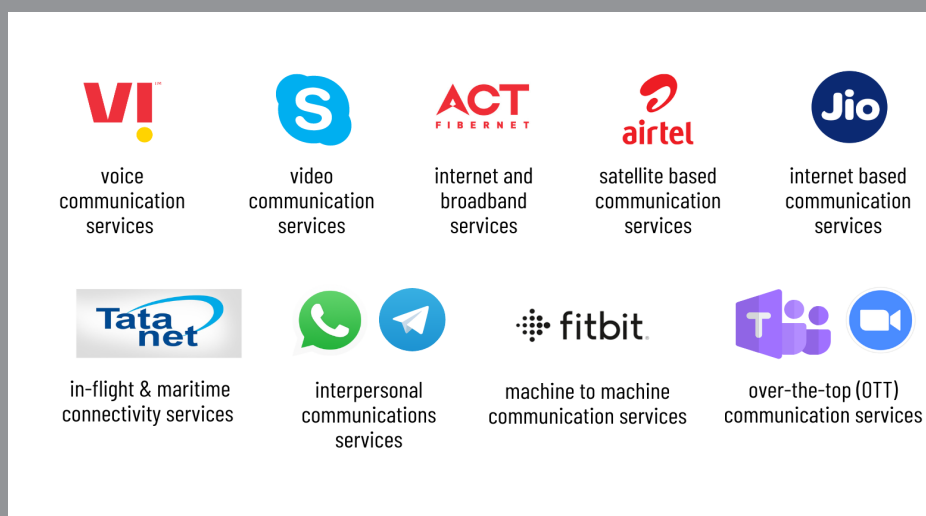 VI
S
ACT
FIBERNET
airtel
Jio
voice
communication
services
video
communication
services
internet and
broadband
services
satellite based
communication
services
internet based
communication
services
Tata
net
fitbit
T
in-flight & maritime
connectivity services
interpersonal
communications
services
machine to machine
communication services
over-the-top (OTT)
communication services